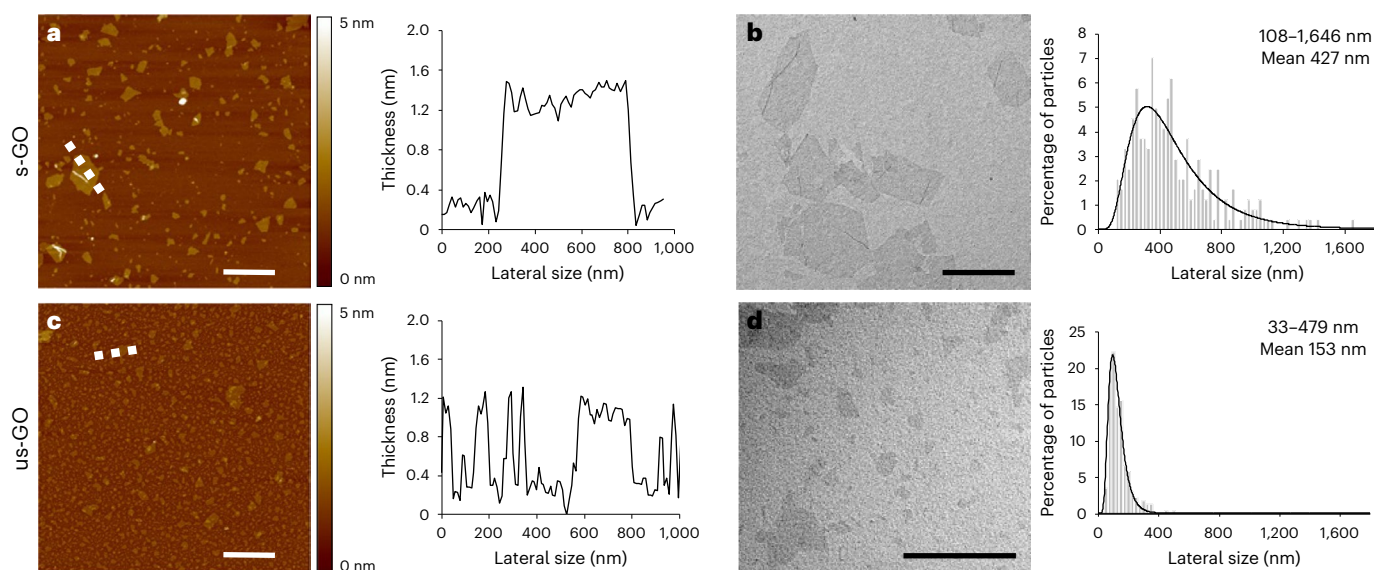 s-GO
a
5 nm
0 nm
Thickness (nm)
2.0
1.6
1.2
0.8
0.4
0
0 200 400 600 800 1,000
Lateral size (nm)
b
Percentage of particles
8
7
6
5
4
3
2
1
0
0 400 800 1,200 1,600
Lateral size (nm)
108–1,646 nm
Mean 427 nm
us-GO
c
5 nm
0 nm
Thickness (nm)
2.0
1.6
1.2
0.8
0.4
0
0 200 400 600 800 1,000
Lateral size (nm)
d
Percentage of particles
25
20
15
10
5
0
0 400 800 1,200 1,600
Lateral size (nm)
33–479 nm
Mean 153 nm